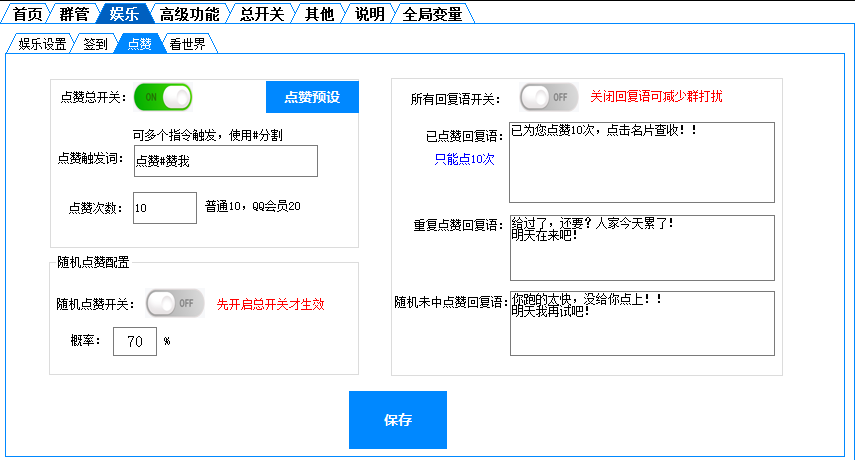 首页 群管 娱乐 高级功能 总开关 其他 说明 全局变量
娱乐设置 签到 点赞 看世界
点赞总开关： ON 点赞预设
可多个指令触发，使用#分割
点赞触发词： 点赞#赞我
点赞次数： 10 普通10，QQ会员20
随机点赞配置
随机点赞开关： OFF 先开启总开关才生效
概率： 70 %
所有回复语开关： OFF 关闭回复语可减少群打扰
已点赞回复语： 已为您点赞10次，点击名片查收！！
只能点10次
重复点赞回复语： 给过了，还要？人家今天累了！
明天在来吧！
随机未中点赞回复语： 你跑的太快，没给你点上！！
明天我再试吧！
保存